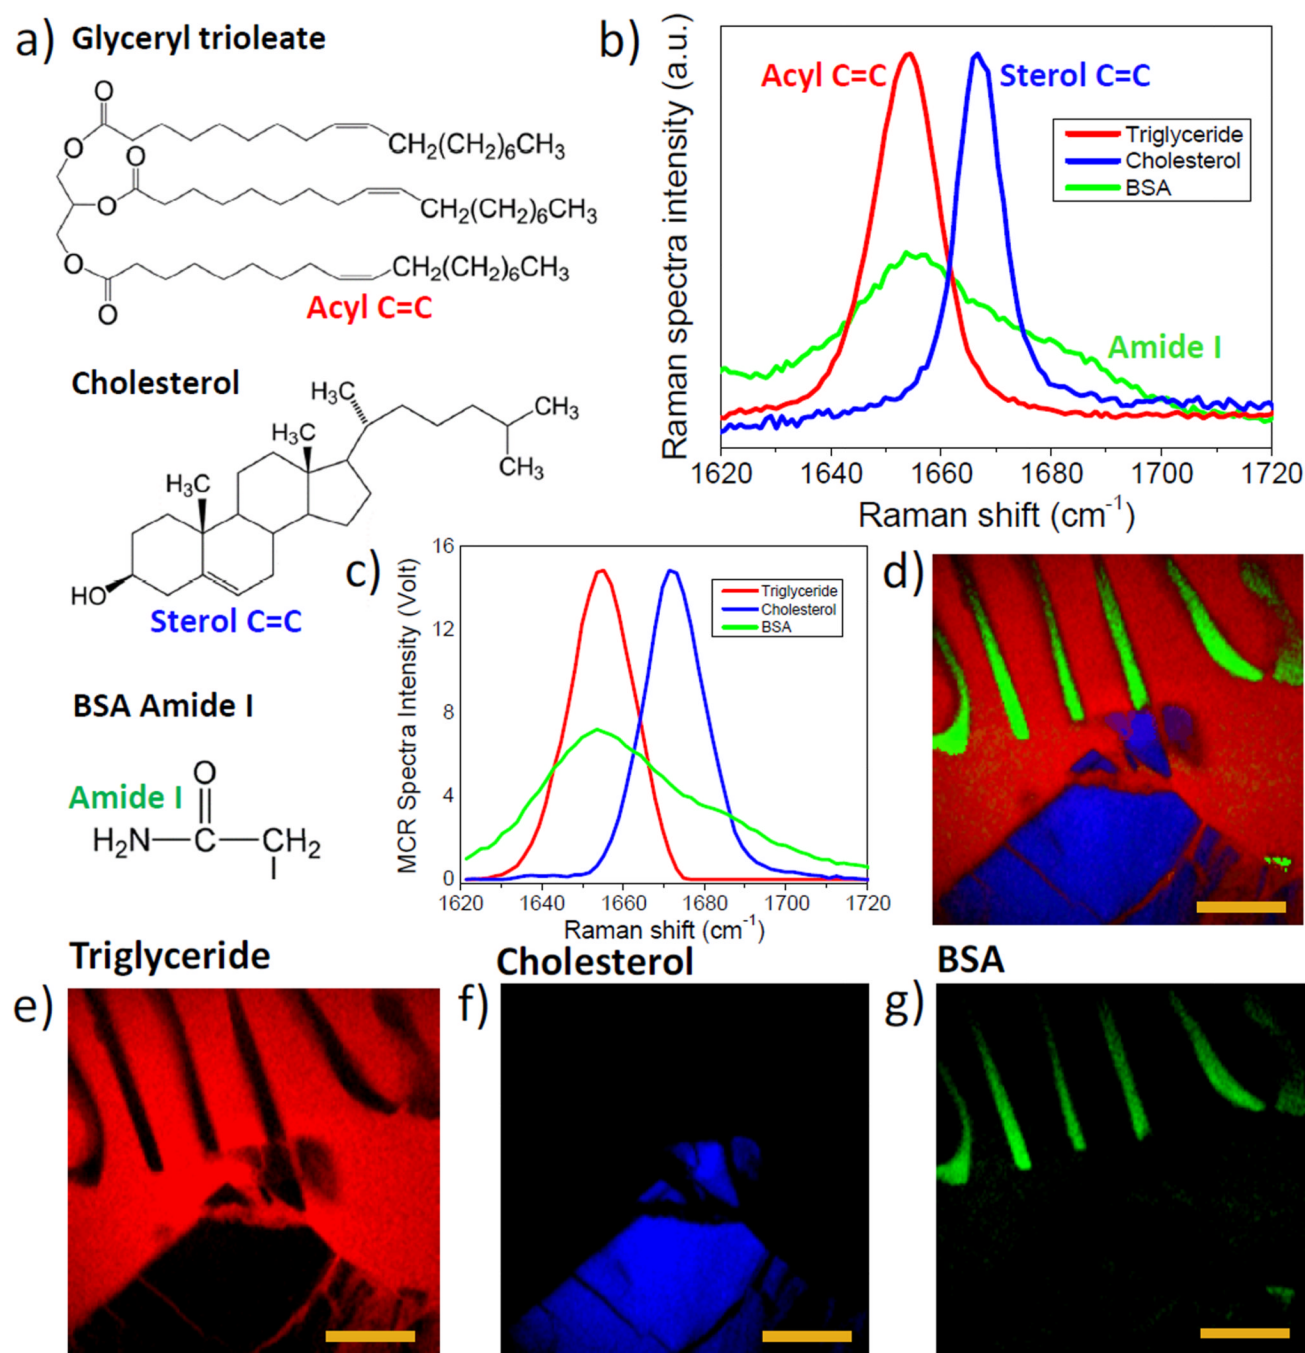 a) Glyceryl trioleate
O
O
O
CH2(CH2)6CH3
O
O
CH2(CH2)6CH3
O
CH2(CH2)6CH3
O
Acyl C=C
Cholesterol
H3C
CH3
H3C
CH3
H3C
HO
Sterol C=C
BSA Amide I
Amide I
O
H2N
C
CH2
b)
Raman spectra intensity (a.u.)
Acyl C=C
Sterol C=C
Triglyceride
Cholesterol
BSA
Amide I
1620 1640 1660 1680 1700 1720
Raman shift (cm-1)
c)
MCR Spectra Intensity (Volt)
16
12
8
4
0
Triglyceride
Cholesterol
BSA
1620 1640 1660 1680 1700 1720
Raman shift (cm-1)
d)
Triglyceride
e)
Cholesterol
f)
BSA
g)